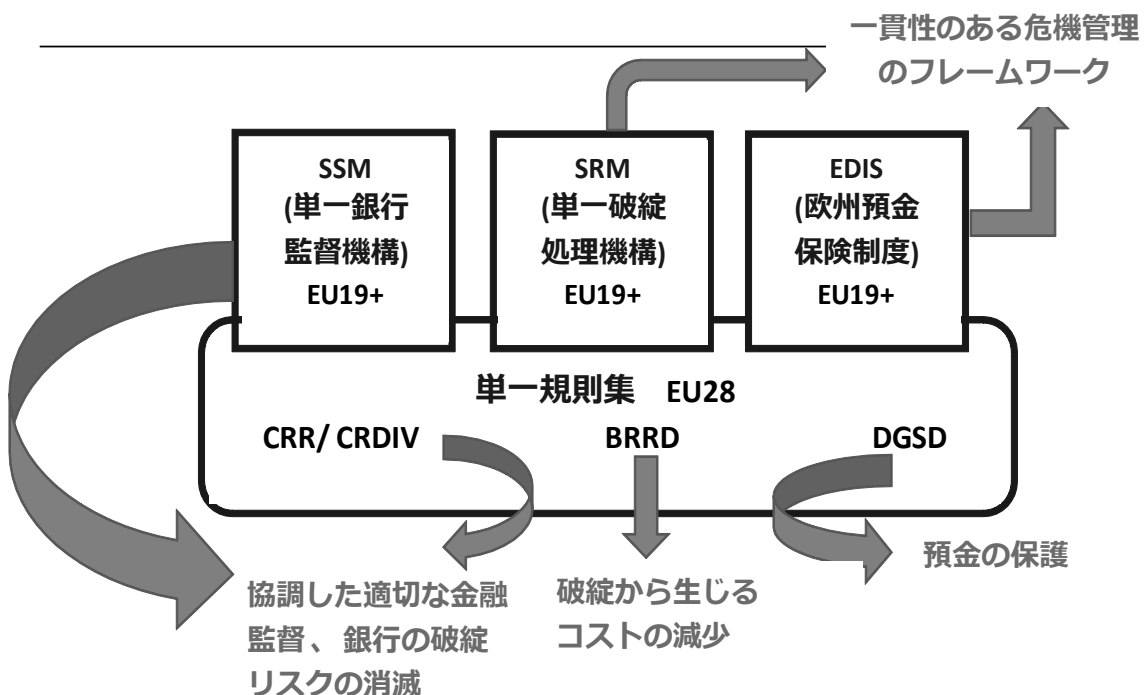 一貫性のある危機管理
のフレームワーク
SSM
(単一銀行
監督機構)
EU19+
SRM
(単一破綻
処理機構)
EU19+
EDIS
(欧州預金
保険制度)
EU19+
単一規則集 EU28
CRR/ CRDIV
BRRD
DGSD
協調した適切な金融
監督 、 銀行の破綻
リスクの消滅
破綻から生じる
コストの減少
預金の保護